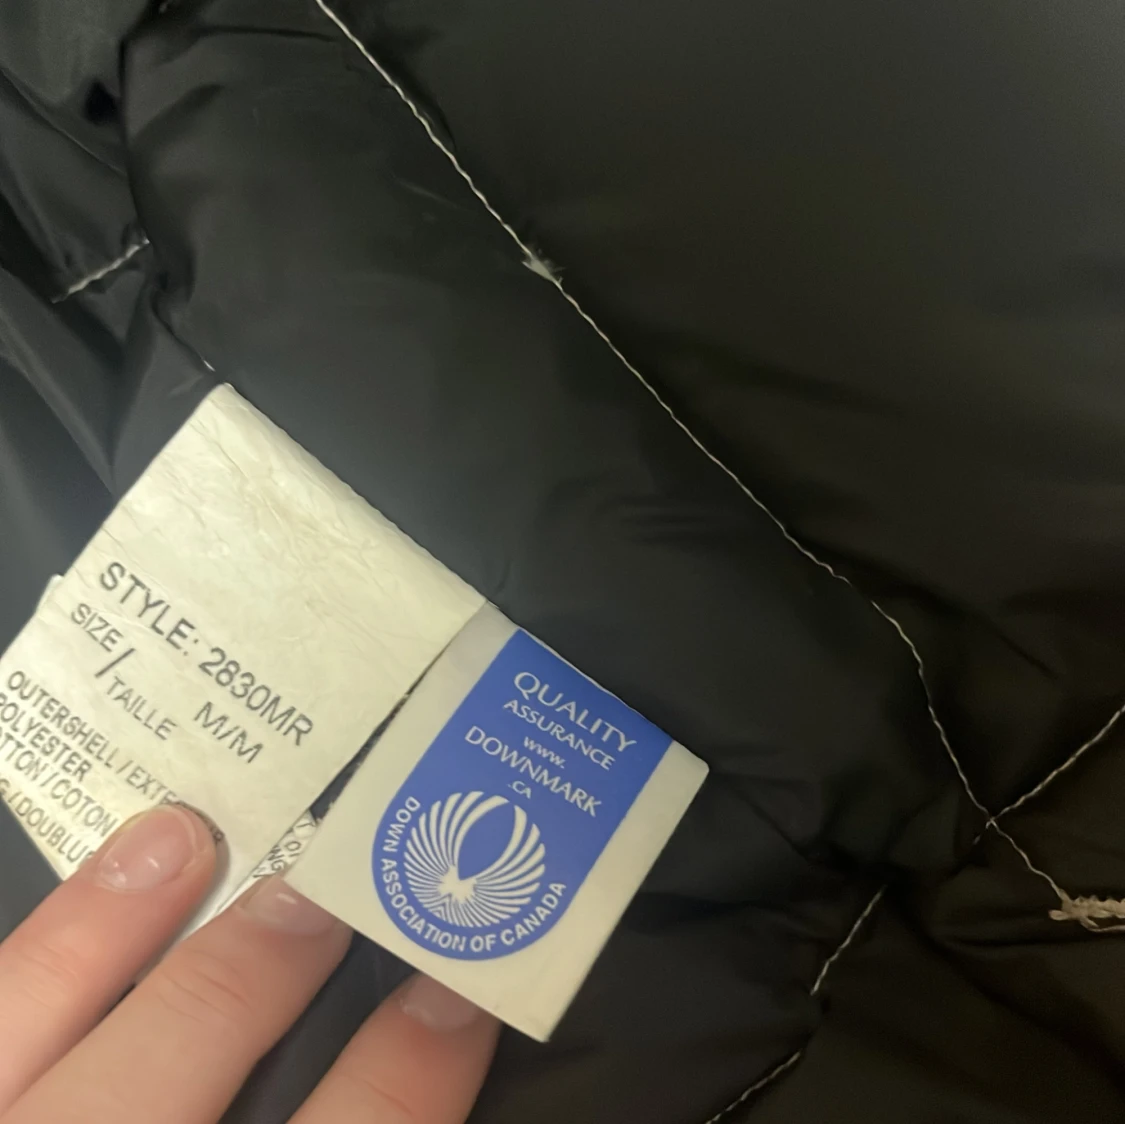 STYLE: 2830MR
SIZE / TAILLE M/M
OUTERSHELL / EXTE
POLYESTER
COTTON / COTON
QUALITY
ASSURANCE
www.
DOWNMARK
.CA
DOWN ASSOCIATION OF CANADA